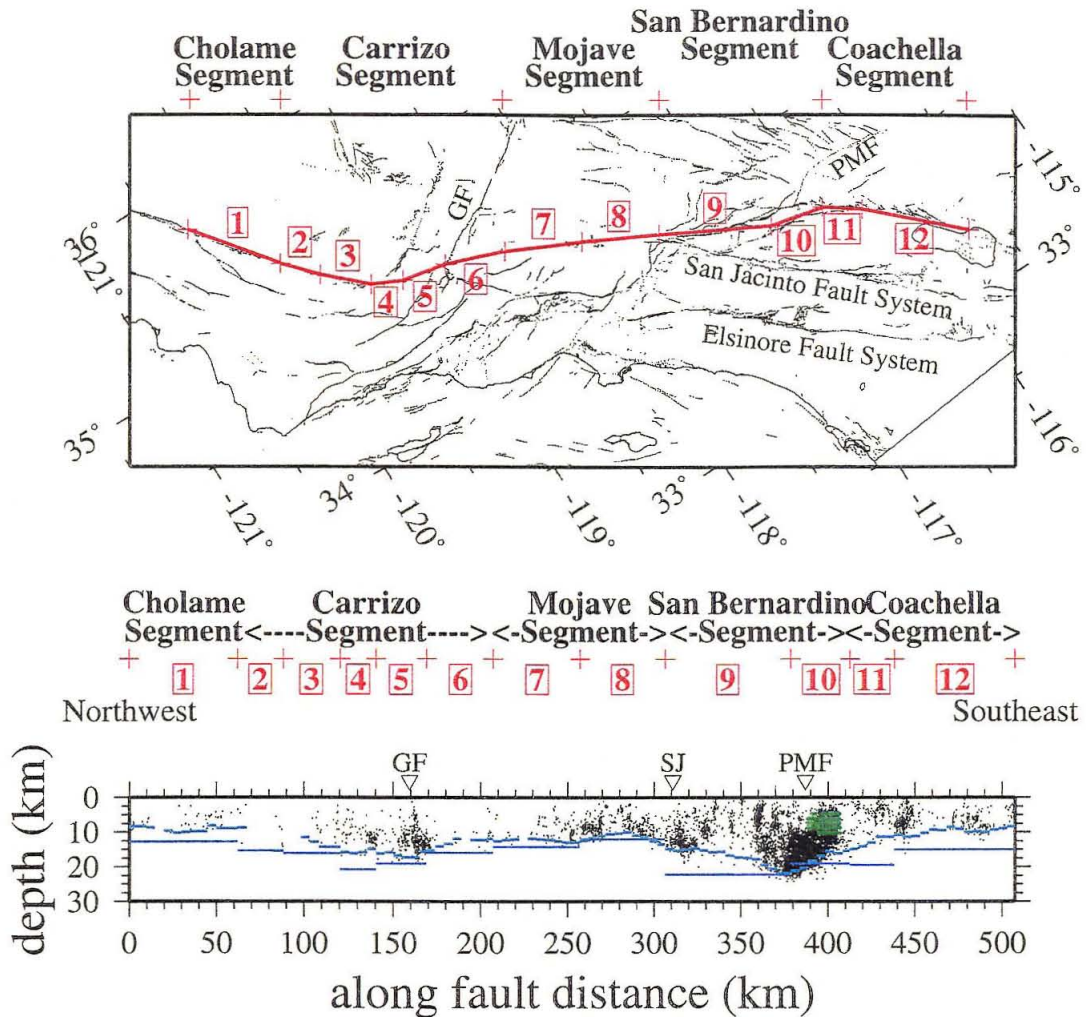 Cholame Segment
Carrizo Segment
Mojave Segment
San Bernardino Segment
Coachella Segment
GF
PMF
1
2
3
4
5
6
7
8
9
10
11
12
San Jacinto Fault System
Elsinore Fault System
36°
-121°
35°
-121°
34°
-120°
-119°
33°
-118°
-117°
-116°
33°
-115°
Cholame Carrizo Mojave San Bernardino Coachella
Segment<----Segment----> <-Segment-> <-Segment-> <-Segment->
1 2 3 4 5 6 7 8 9 10 11 12
Northwest Southeast
GF SJ PMF
depth (km)
0
10
20
30
0 50 100 150 200 250 300 350 400 450 500
along fault distance (km)